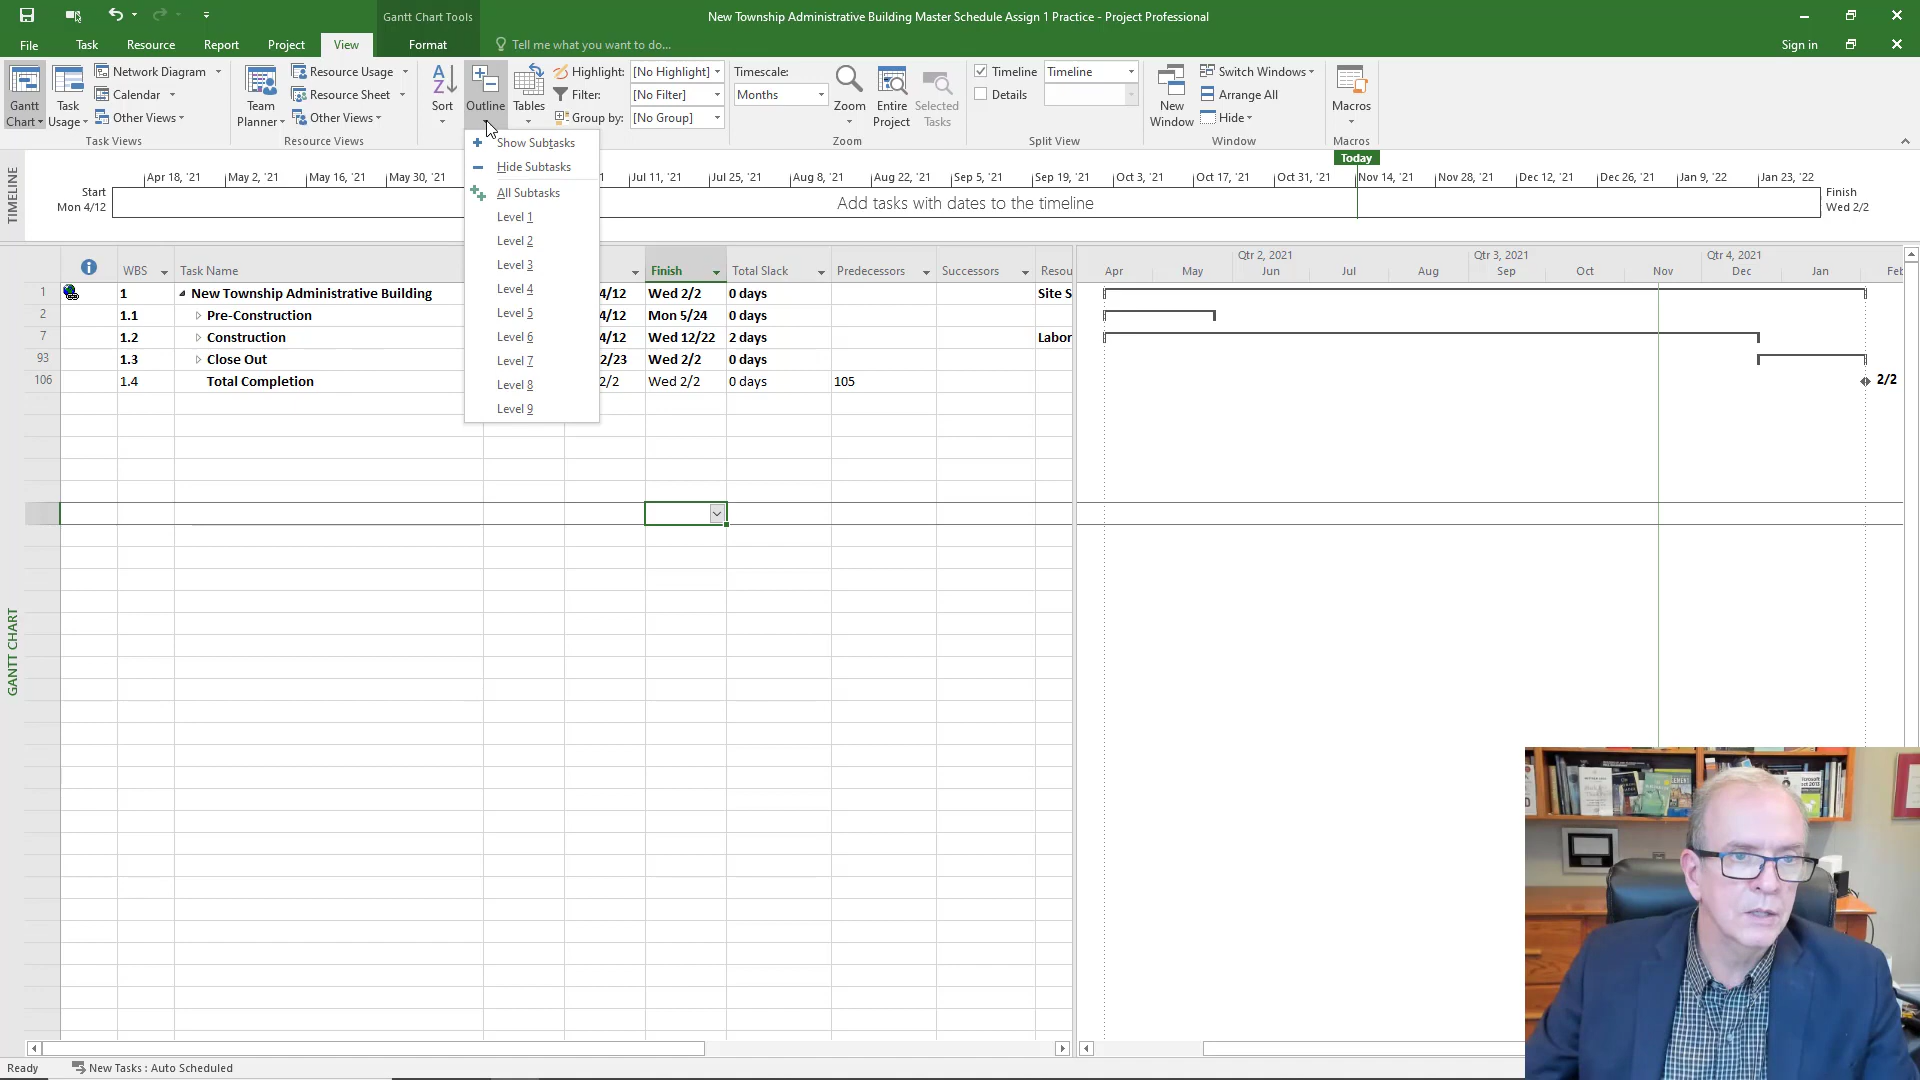 Gantt Chart Tools
New Township Administrative Building Master Schedule Assign 1 Practice - Project Professional
File Task Resource Report Project View Format Tell me what you want to do... Sign in
Gantt Chart
Task Usage
Network Diagram
Calendar
Other Views
Task Views
Team Planner
Resource Usage
Resource Sheet
Other Views
Resource Views
A Z
Sort
Outline
Tables
Highlight: [No Highlight]
Filter: [No Filter]
Group by: [No Group]
Timescale:
Months
Zoom
Entire Project
Selected Tasks
Zoom
Timeline Timeline
Details
Split View
New Window
Switch Windows
Arrange All
Hide
Window
Macros
Macros
Show Subtasks
Hide Subtasks
All Subtasks
Level 1
Level 2
Level 3
Level 4
Level 5
Level 6
Level 7
Level 8
Level 9
Today
TIMELINE
Start
Mon 4/12
Apr 18, '21 May 2, '21 May 16, '21 May 30, '21 Jul 11, '21 Jul 25, '21 Aug 8, '21 Aug 22, '21 Sep 5, '21 Sep 19, '21 Oct 3, '21 Oct 17, '21 Oct 31, '21 Nov 14, '21 Nov 28, '21 Dec 12, '21 Dec 26, '21 Jan 9, '22 Jan 23, '22
Add tasks with dates to the timeline
Finish
Wed 2/2
Qtr 2, 2021 Qtr 3, 2021 Qtr 4, 2021
WBS Task Name Finish Total Slack Predecessors Successors Resou Apr May Jun Jul Aug Sep Oct Nov Dec Jan Feb
1 1 New Township Administrative Building 4/12 Wed 2/2 0 days Site S
2 1.1 Pre-Construction 4/12 Mon 5/24 0 days
7 1.2 Construction 4/12 Wed 12/22 2 days Labor
93 1.3 Close Out 2/23 Wed 2/2 0 days
106 1.4 Total Completion 2/2 Wed 2/2 0 days 105 2/2
GANTT CHART
Ready New Tasks : Auto Scheduled